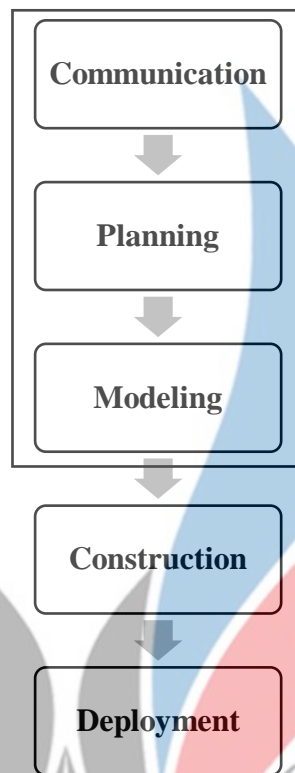 Communication
Planning
Modeling
Construction
Deployment